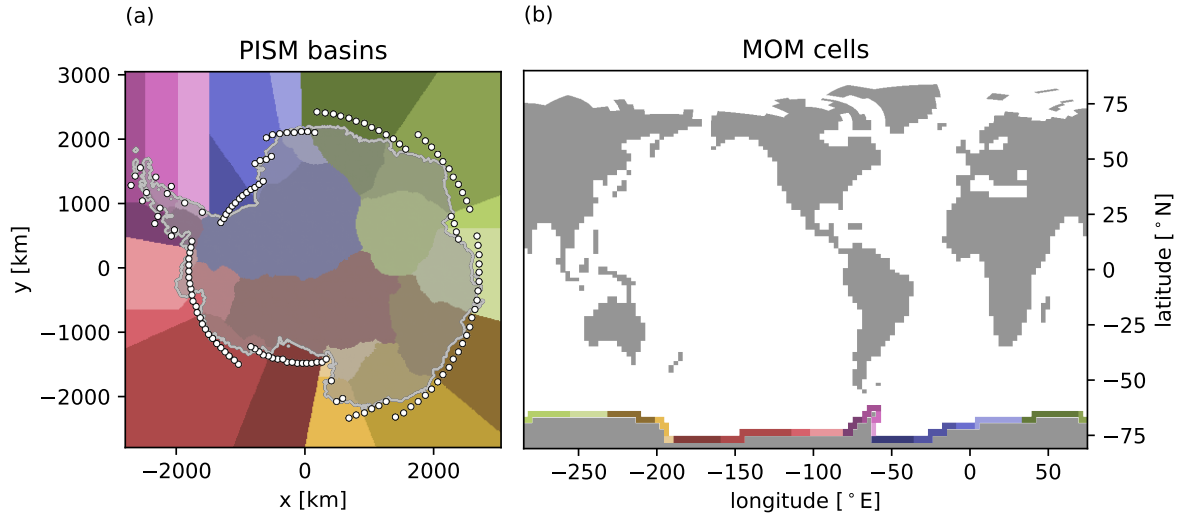 (a)
(b)
PISM basins
MOM cells
3000
2000
1000
0
−1000
−2000
y [km]
−2000
0
2000
x [km]
75
50
25
0
−25
−50
−75
latitude [°N]
−250
−200
−150
−100
−50
0
50
longitude [°E]